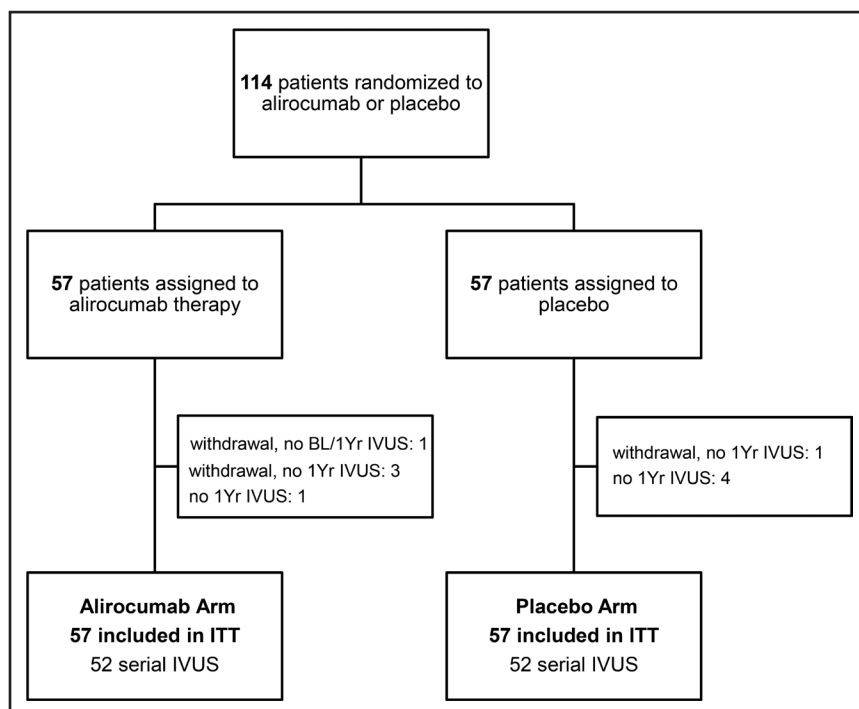 114 patients randomized to
alirocumab or placebo
57 patients assigned to
alirocumab therapy
57 patients assigned to
placebo
withdrawal, no BL/1Yr IVUS: 1
withdrawal, no 1Yr IVUS: 3
no 1Yr IVUS: 1
withdrawal, no 1Yr IVUS: 1
no 1Yr IVUS: 4
Alirocumab Arm
57 included in ITT
52 serial IVUS
Placebo Arm
57 included in ITT
52 serial IVUS